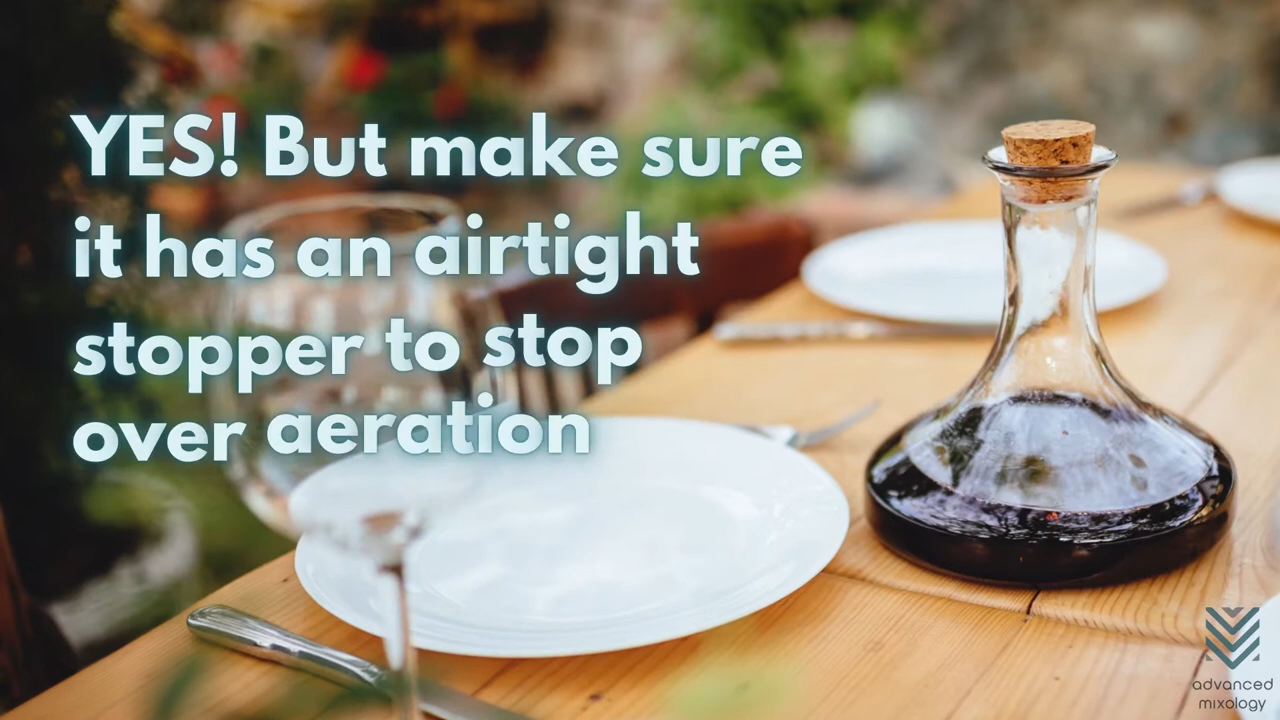 YES! But make sure
it has an airtight
stopper to stop
over aeration
advanced
mixology